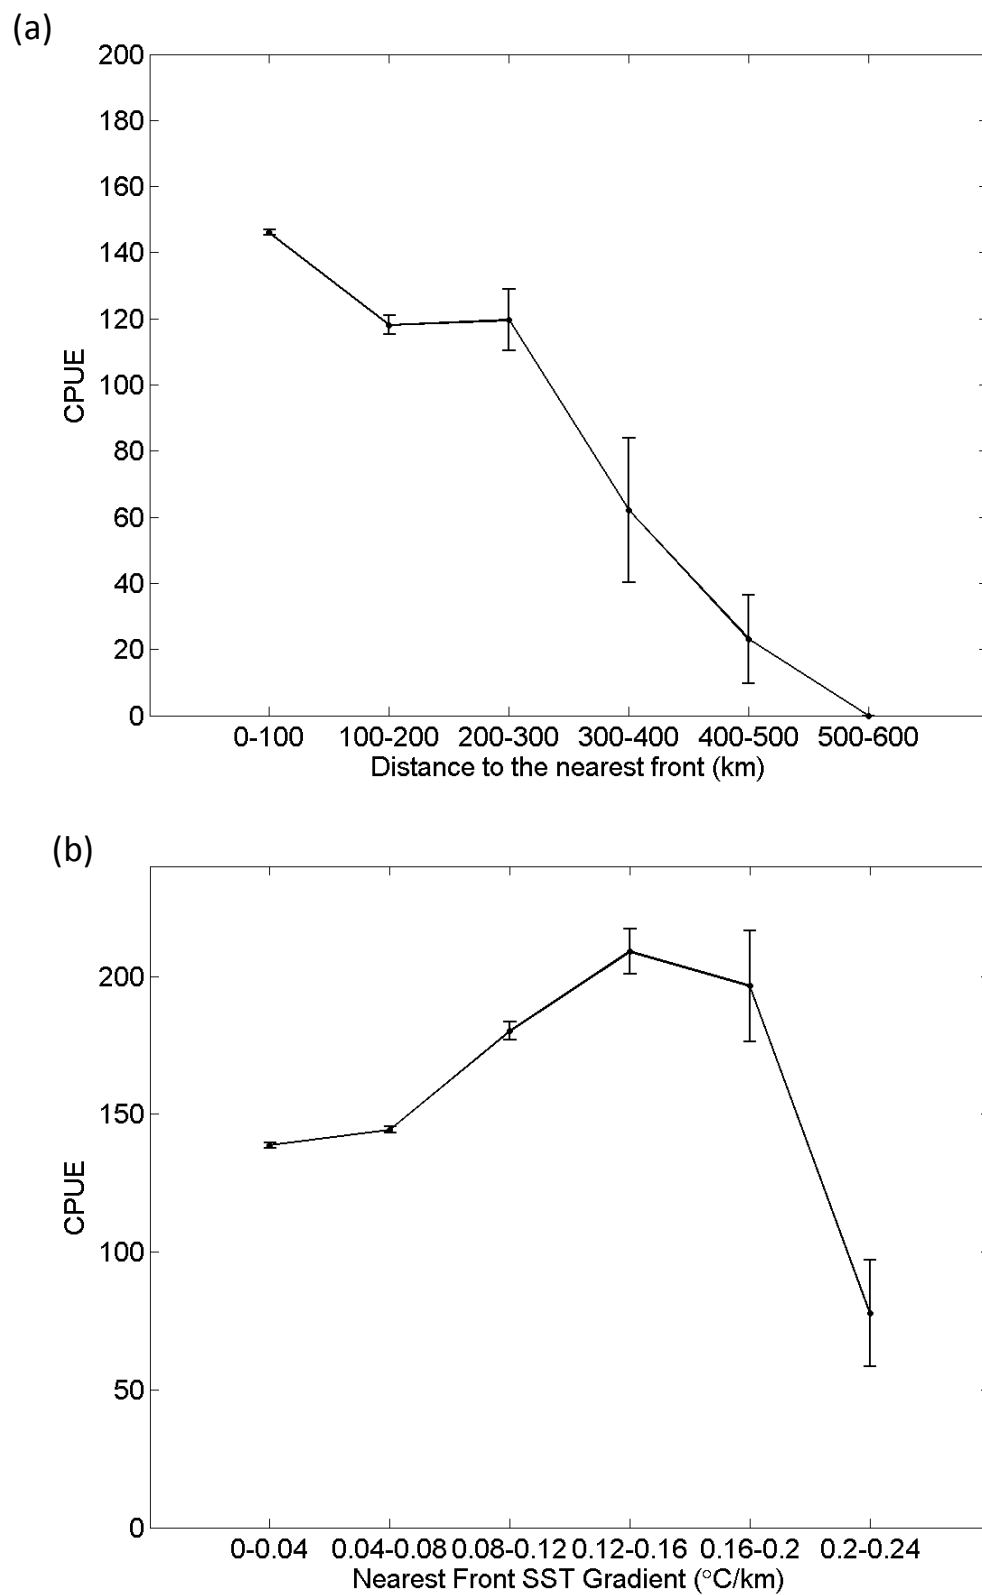 (a)
200
180
160
140
120
100
80
60
40
20
0
CPUE
0-100 100-200 200-300 300-400 400-500 500-600
Distance to the nearest front (km)
(b)
200
150
100
50
0
CPUE
0-0.04 0.04-0.08 0.08-0.12 0.12-0.16 0.16-0.2 0.2-0.24
Nearest Front SST Gradient (°C/km)